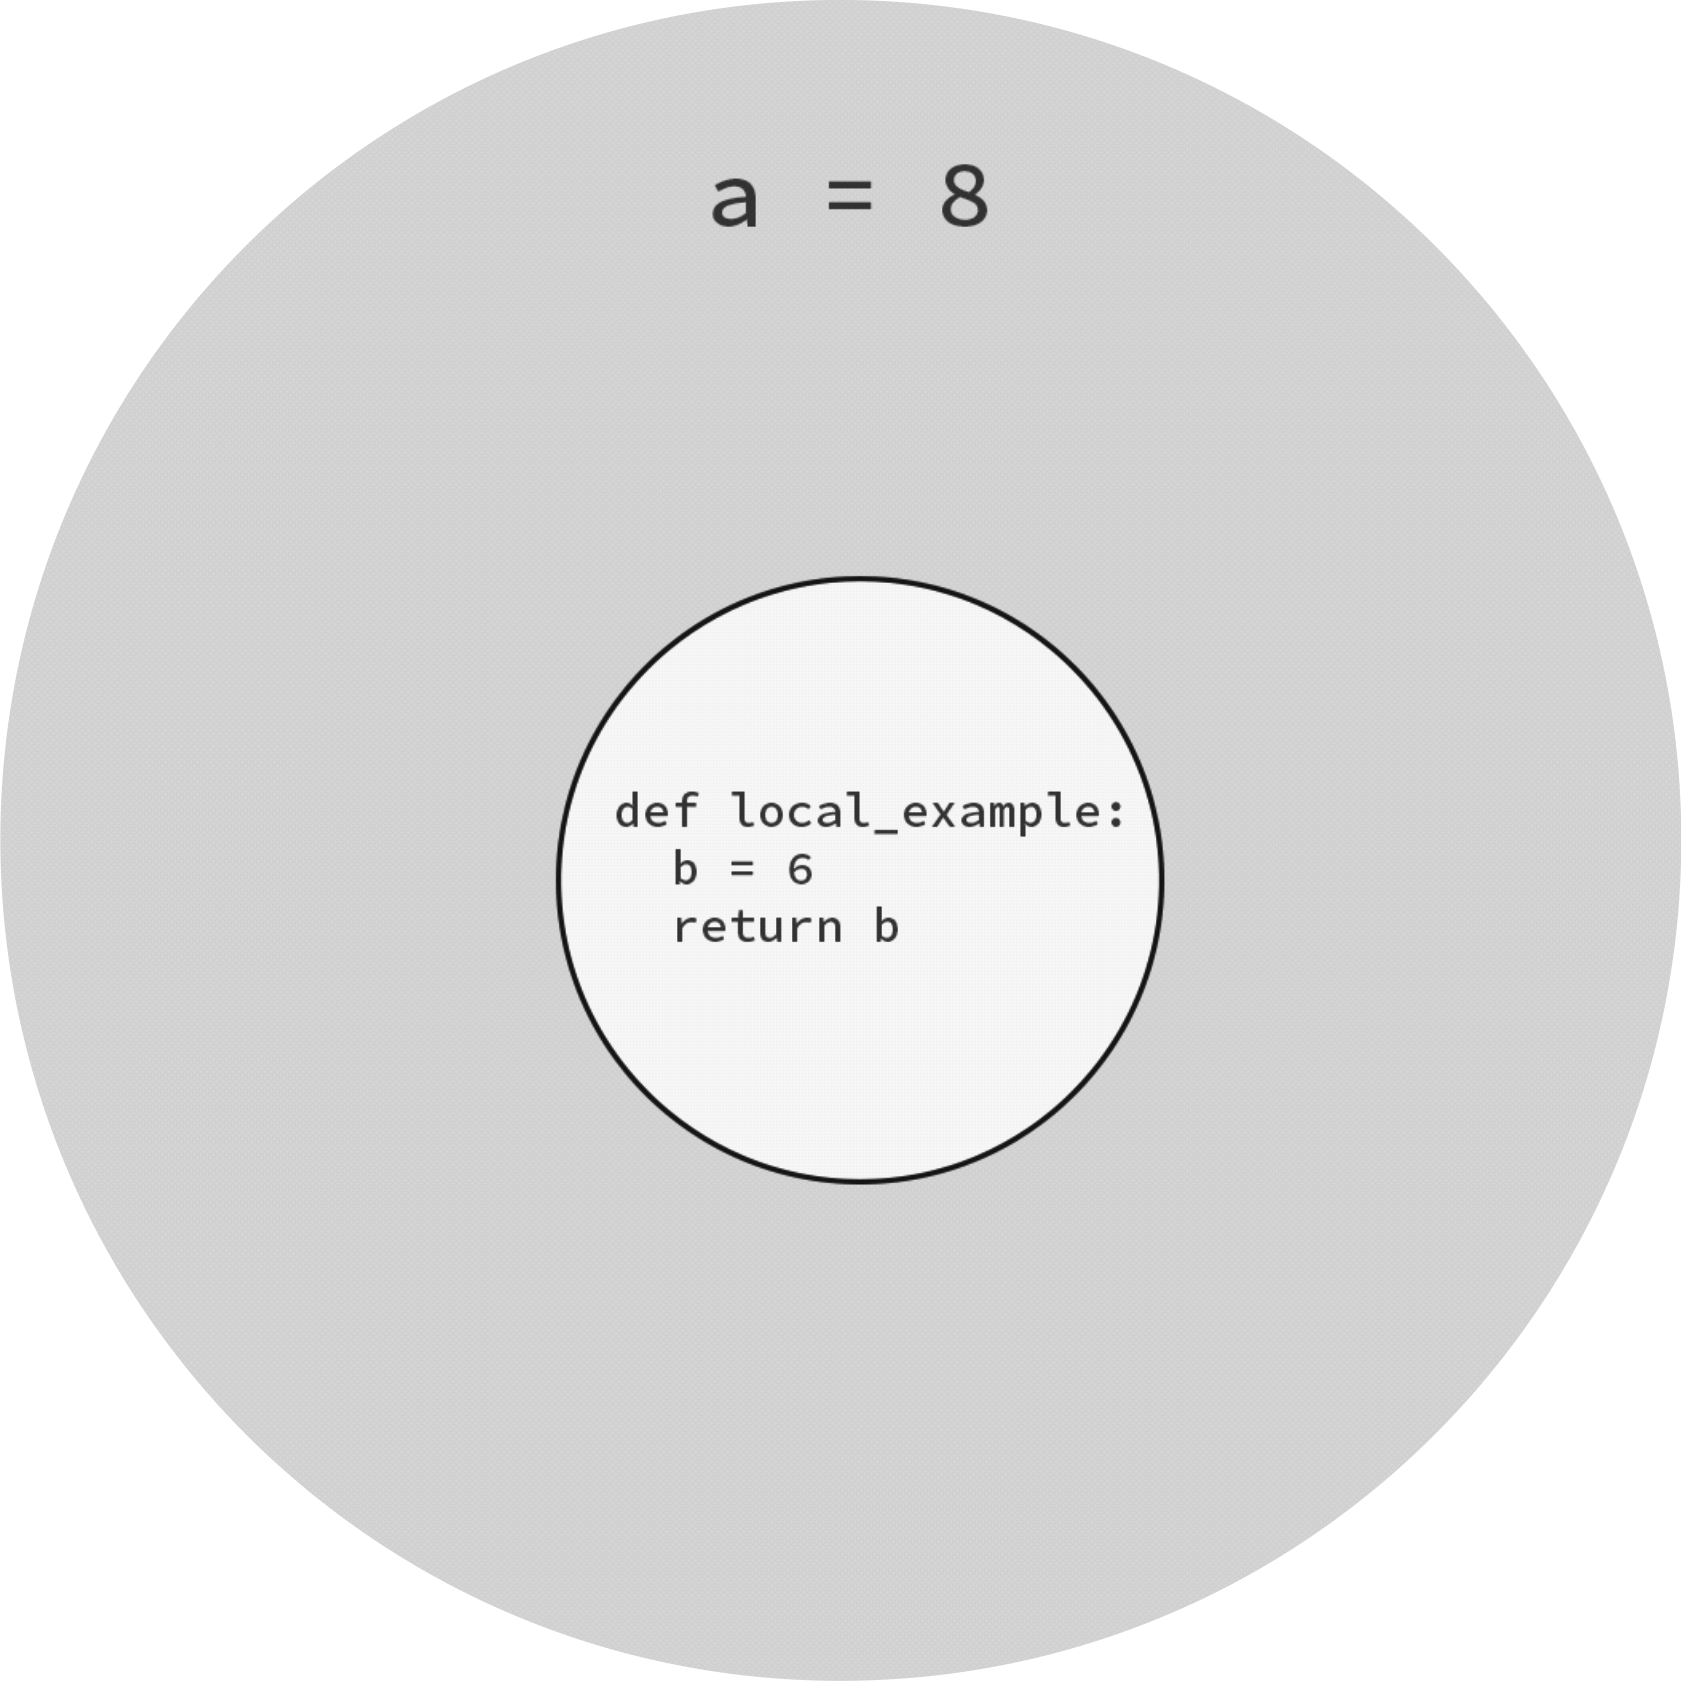 a = 8
def local_example:
  b = 6
  return b